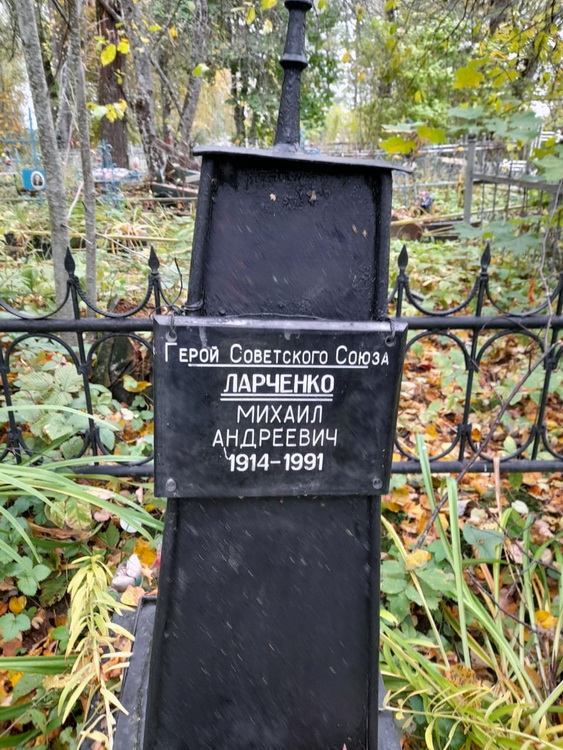 Герой Советского Союза
ЛАРЧЕНКО
МИХАИЛ
АНДРЕЕВИЧ
1914-1991